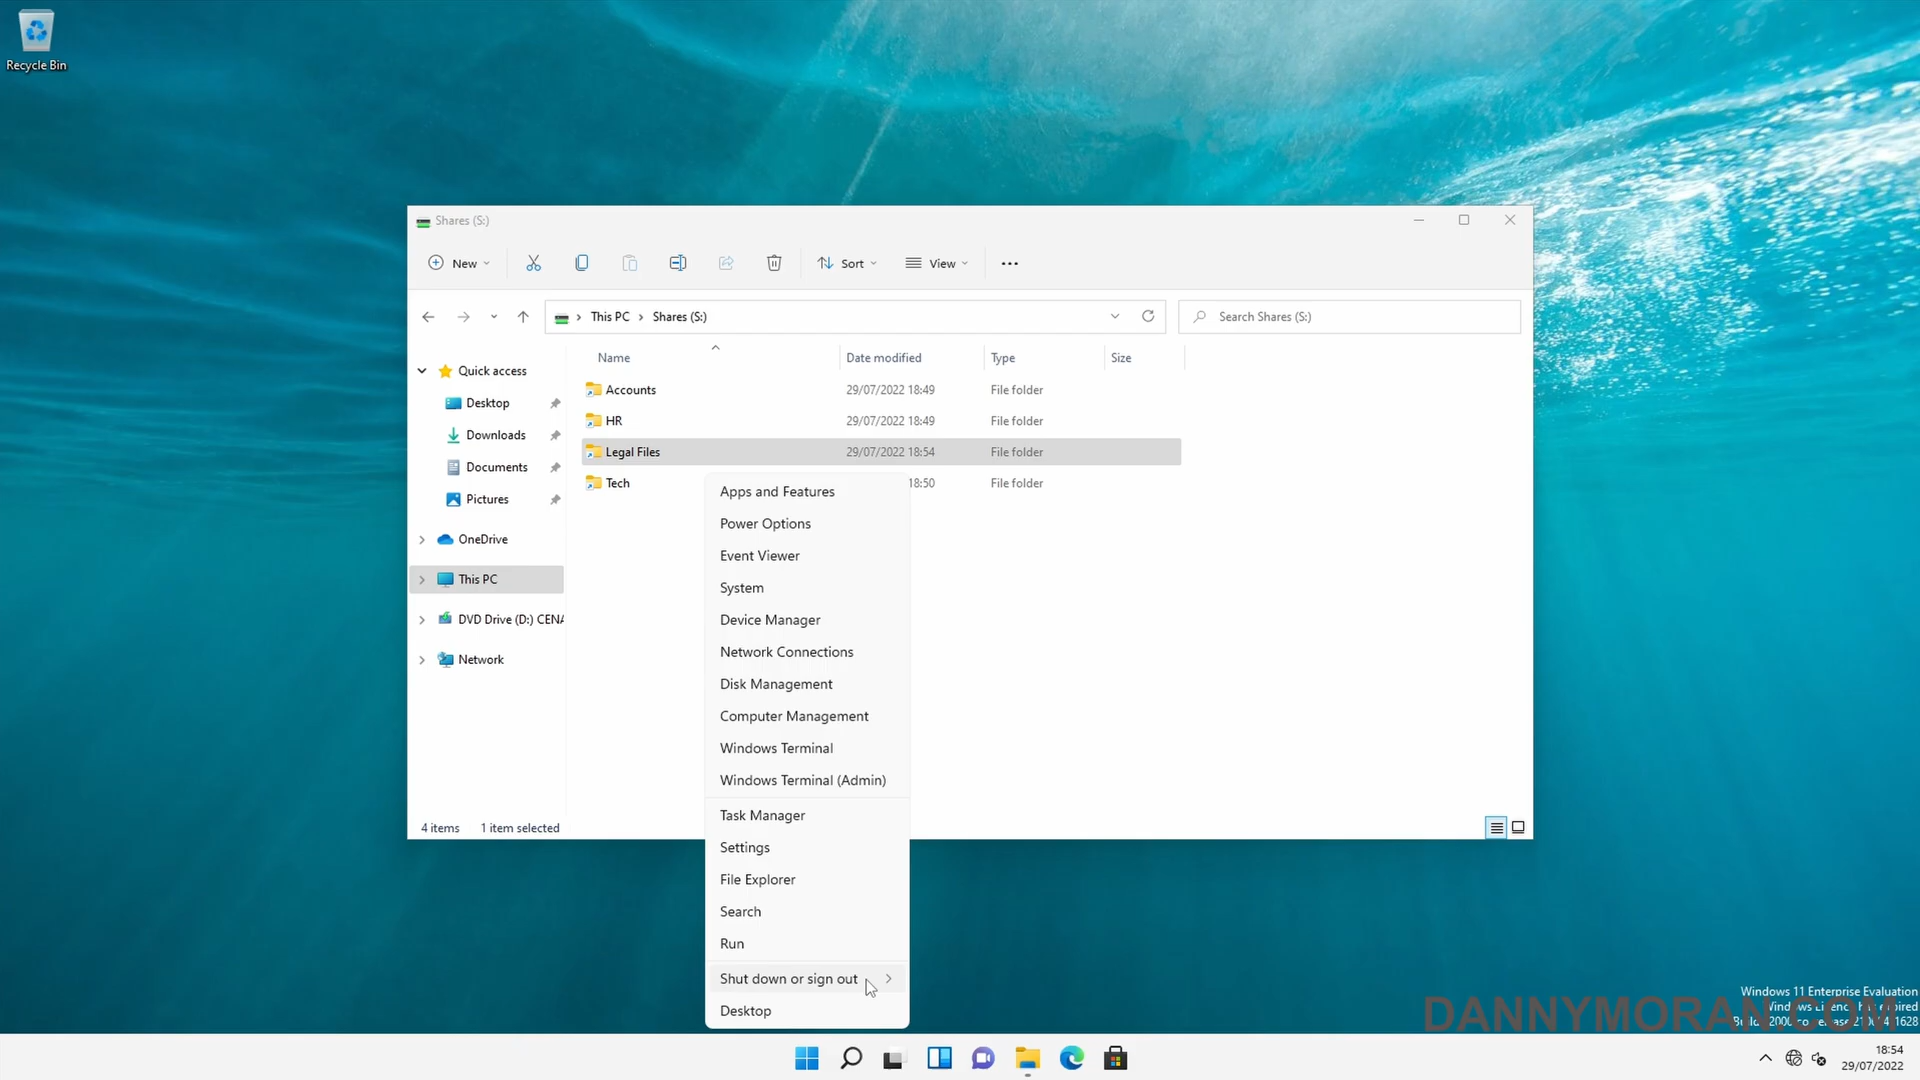 Recycle Bin
Shares (S:)
New
Sort
View
This PC
Shares (S:)
Search Shares (S:)
Name
Date modified
Type
Size
Quick access
Desktop
Downloads
Documents
Pictures
OneDrive
This PC
DVD Drive (D:) CENA
Network
Accounts 29/07/2022 18:49 File folder
HR 29/07/2022 18:49 File folder
Legal Files 29/07/2022 18:54 File folder
Tech 18:50 File folder
Apps and Features
Power Options
Event Viewer
System
Device Manager
Network Connections
Disk Management
Computer Management
Windows Terminal
Windows Terminal (Admin)
Task Manager
Settings
File Explorer
Search
Run
Shut down or sign out
Desktop
4 items 1 item selected
Windows 11 Enterprise Evaluation
Windows License has expired
DANNYMORAN.COM
18:54
29/07/2022